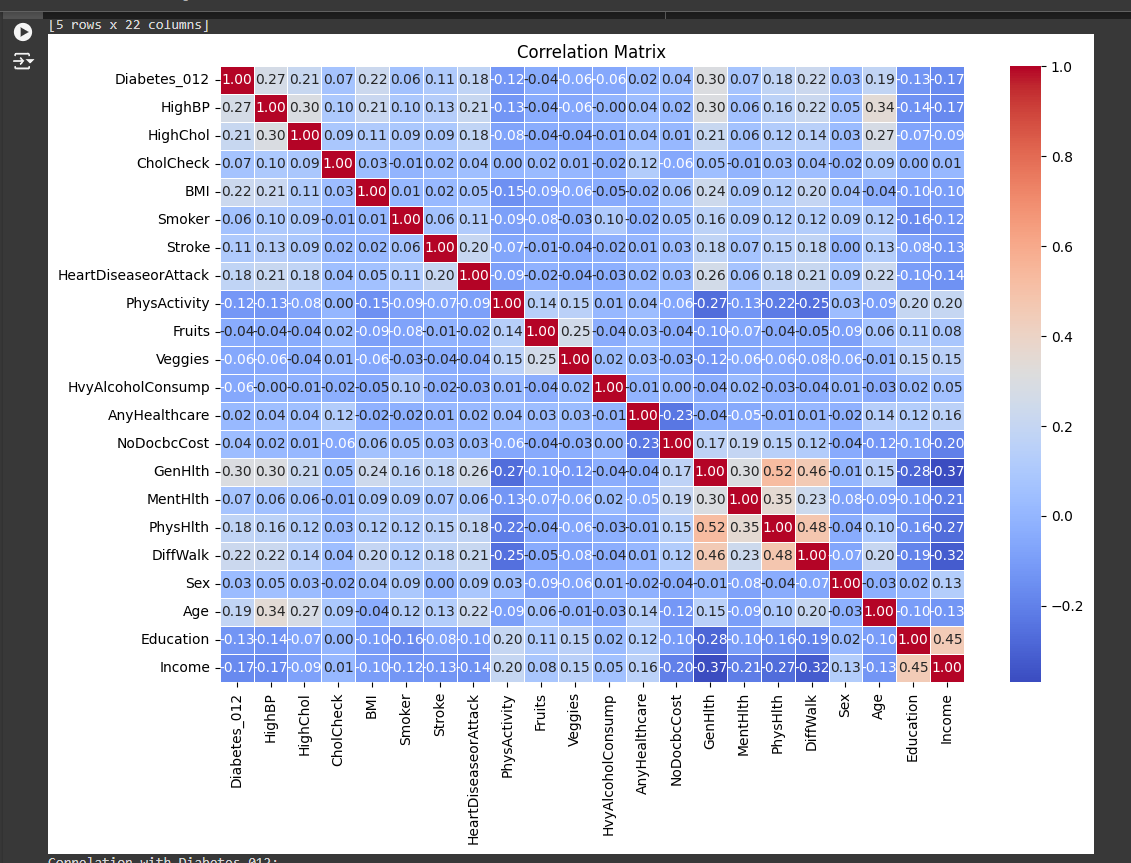 [5 rows x 22 columns]
Correlation Matrix
Diabetes_012 1.00 0.27 0.21 0.07 0.22 0.06 0.11 0.18 -0.12 -0.04 -0.06 -0.06 0.02 0.04 0.30 0.07 0.18 0.22 0.03 0.19 -0.13 -0.17
HighBP 0.27 1.00 0.30 0.10 0.21 0.10 0.13 0.21 -0.13 -0.04 -0.06 -0.00 0.04 0.02 0.30 0.06 0.16 0.22 0.05 0.34 -0.14 -0.17
HighChol 0.21 0.30 1.00 0.09 0.11 0.09 0.09 0.18 -0.08 -0.04 -0.04 -0.01 0.04 0.01 0.21 0.06 0.12 0.14 0.03 0.27 -0.07 -0.09
CholCheck 0.07 0.10 0.09 1.00 0.03 -0.01 0.02 0.04 0.00 0.02 0.01 -0.02 0.12 -0.06 0.05 -0.01 0.03 0.04 -0.02 0.09 0.00 0.01
BMI 0.22 0.21 0.11 0.03 1.00 0.01 0.02 0.05 -0.15 -0.09 -0.06 -0.05 -0.02 0.06 0.24 0.09 0.12 0.20 0.04 -0.04 -0.10 -0.10
Smoker 0.06 0.10 0.09 -0.01 0.01 1.00 0.06 0.11 -0.09 -0.08 -0.03 0.10 -0.02 0.05 0.16 0.09 0.12 0.12 0.09 0.12 -0.16 -0.12
Stroke 0.11 0.13 0.09 0.02 0.02 0.06 1.00 0.20 -0.07 -0.01 -0.04 -0.02 0.01 0.03 0.18 0.07 0.15 0.18 0.00 0.13 -0.08 -0.13
HeartDiseaseorAttack 0.18 0.21 0.18 0.04 0.05 0.11 0.20 1.00 -0.09 -0.02 -0.04 -0.03 0.02 0.03 0.26 0.06 0.18 0.21 0.09 0.22 -0.10 -0.14
PhysActivity -0.12 -0.13 -0.08 0.00 -0.15 -0.09 -0.07 -0.09 1.00 0.14 0.15 0.01 0.04 -0.06 -0.27 -0.13 -0.22 -0.25 0.03 -0.09 0.20 0.20
Fruits -0.04 -0.04 -0.04 0.02 -0.09 -0.08 -0.01 -0.02 0.14 1.00 0.25 -0.04 0.03 -0.04 -0.10 -0.07 -0.04 -0.05 -0.09 0.06 0.11 0.08
Veggies -0.06 -0.06 -0.04 0.01 -0.06 -0.03 -0.04 -0.04 0.15 0.25 1.00 0.02 0.03 -0.03 -0.12 -0.06 -0.06 -0.08 -0.06 -0.01 0.15 0.15
HvyAlcoholConsump -0.06 -0.00 -0.01 -0.02 -0.05 0.10 -0.02 -0.03 0.01 -0.04 0.02 1.00 -0.01 0.00 -0.04 0.02 -0.03 -0.04 0.01 -0.03 0.02 0.05
AnyHealthcare 0.02 0.04 0.04 0.12 -0.02 -0.02 0.01 0.02 0.04 0.03 0.03 -0.01 1.00 -0.23 -0.04 -0.05 -0.01 0.01 -0.02 0.14 0.12 0.16
NoDocbcCost 0.04 0.02 0.01 -0.06 0.06 0.05 0.03 0.03 -0.06 -0.04 -0.03 0.00 -0.23 1.00 0.17 0.19 0.15 0.12 -0.04 -0.12 -0.10 -0.20
GenHlth 0.30 0.30 0.21 0.05 0.24 0.16 0.18 0.26 -0.27 -0.10 -0.12 -0.04 -0.04 0.17 1.00 0.30 0.52 0.46 -0.01 0.15 -0.28 -0.37
MentHlth 0.07 0.06 0.06 -0.01 0.09 0.09 0.07 0.06 -0.13 -0.07 -0.06 0.02 -0.05 0.19 0.30 1.00 0.35 0.23 -0.08 -0.09 -0.10 -0.21
PhysHlth 0.18 0.16 0.12 0.03 0.12 0.12 0.15 0.18 -0.22 -0.04 -0.06 -0.03 -0.01 0.15 0.52 0.35 1.00 0.48 -0.04 0.10 -0.16 -0.27
DiffWalk 0.22 0.22 0.14 0.04 0.20 0.12 0.18 0.21 -0.25 -0.05 -0.08 -0.04 0.01 0.12 0.46 0.23 0.48 1.00 -0.07 0.20 -0.19 -0.32
Sex 0.03 0.05 0.03 -0.02 0.04 0.09 0.00 0.09 0.03 -0.09 -0.06 0.01 -0.02 -0.04 -0.01 -0.08 -0.04 -0.07 1.00 -0.03 0.02 0.13
Age 0.19 0.34 0.27 0.09 -0.04 0.12 0.13 0.22 -0.09 0.06 -0.01 -0.03 0.14 -0.12 0.15 -0.09 0.10 0.20 -0.03 1.00 -0.10 -0.13
Education -0.13 -0.14 -0.07 0.00 -0.10 -0.16 -0.08 -0.10 0.20 0.11 0.15 0.02 0.12 -0.10 -0.28 -0.10 -0.16 -0.19 0.02 -0.10 1.00 0.45
Income -0.17 -0.17 -0.09 0.01 -0.10 -0.12 -0.13 -0.14 0.20 0.08 0.15 0.05 0.16 -0.20 -0.37 -0.21 -0.27 -0.32 0.13 -0.13 0.45 1.00
Diabetes_012
HighBP
HighChol
CholCheck
BMI
Smoker
Stroke
HeartDiseaseorAttack
PhysActivity
Fruits
Veggies
HvyAlcoholConsump
AnyHealthcare
NoDocbcCost
GenHlth
MentHlth
PhysHlth
DiffWalk
Sex
Age
Education
Income
1.0
0.8
0.6
0.4
0.2
0.0
−0.2
Correlation with Diabetes_012: